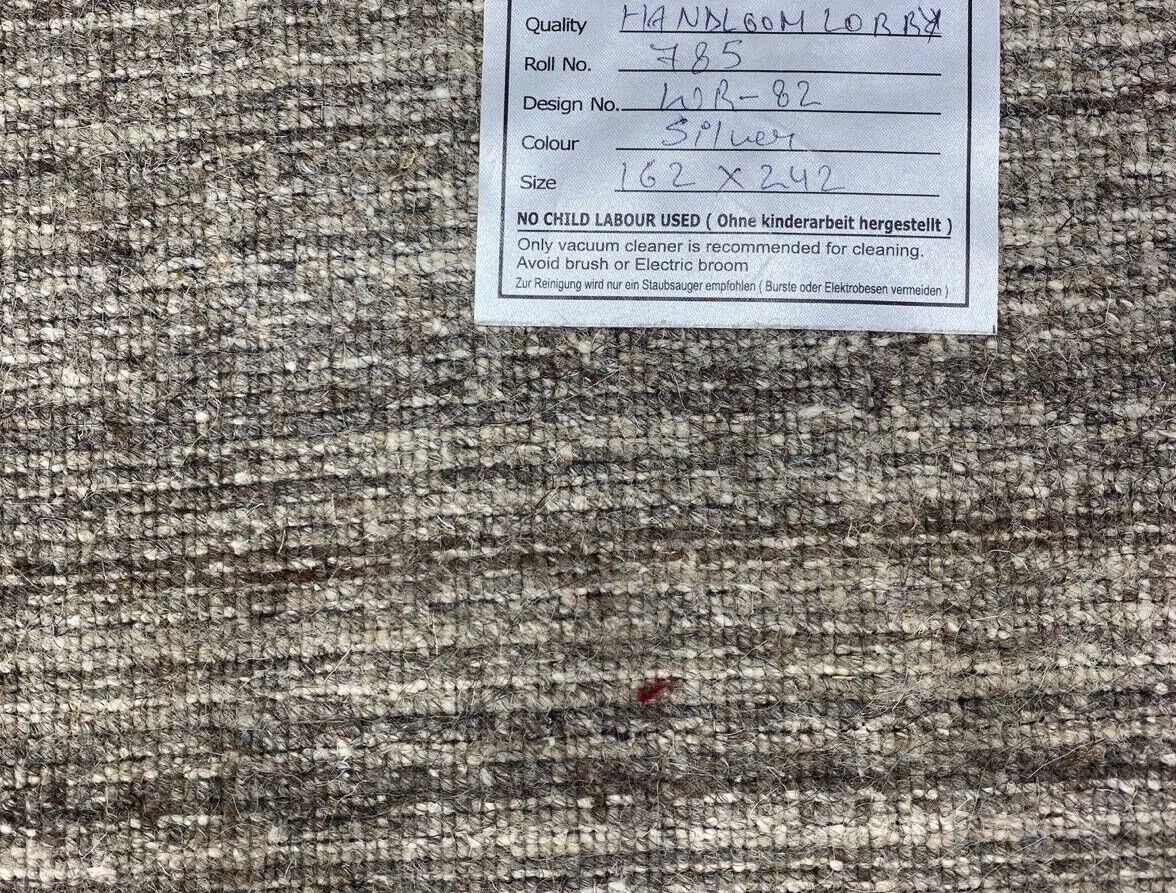 Quality HANDLOOM LORRY
Roll No. 785
Design No. WR-82
Colour Silver
Size 162 X 242
NO CHILD LABOUR USED ( Ohne kinderarbeit hergestellt )
Only vacuum cleaner is recommended for cleaning.
Avoid brush or Electric broom
Zur Reinigung wird nur ein Staubsauger empfohlen ( Burste oder Elektrobesen vermeiden )